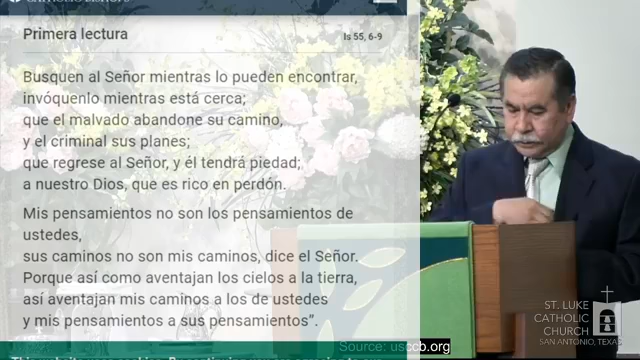 Primera lectura
Is 55, 6-9
Busquen al Señor mientras lo pueden encontrar,
invóquenlo mientras está cerca;
que el malvado abandone su camino,
y el criminal sus planes;
que regrese al Señor, y él tendrá piedad;
a nuestro Dios, que es rico en perdón.
Mis pensamientos no son los pensamientos de
ustedes,
sus caminos no son mis caminos, dice el Señor.
Porque así como aventajan los cielos a la tierra,
así aventajan mis caminos a los de ustedes
y mis pensamientos a sus pensamientos”.
Source: usccb.org
ST. LUKE
CATHOLIC
CHURCH
SAN ANTONIO, TEXAS